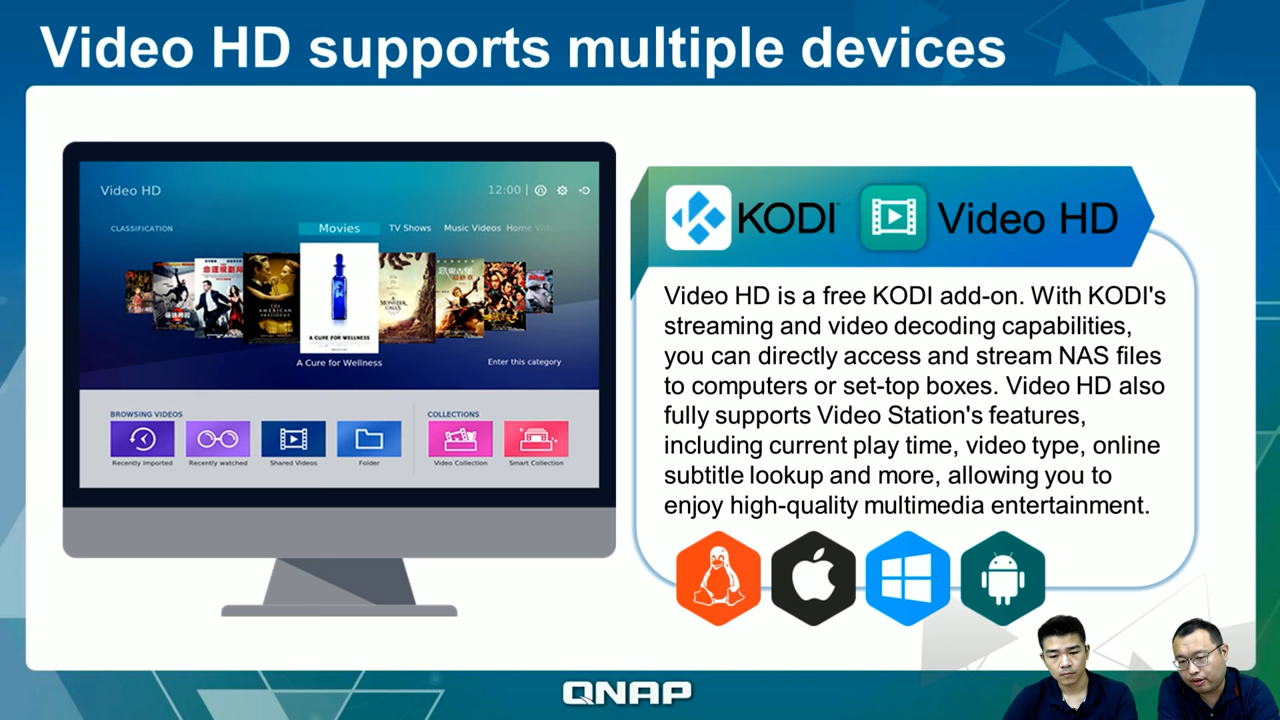 Video HD supports multiple devices
Video HD
12:00
CLASSIFICATION
Movies
TV Shows
Music Videos
THE
AMERICAN
PRESIDENT
A CURE FOR WELLNESS
A Cure for Wellness
Enter this category
BROWSING VIDEOS
COLLECTIONS
Recently imported
Recently watched
Shared Videos
Folder
Video Collection
Smart Collection
KODI
Video HD
Video HD is a free KODI add-on. With KODI's
streaming and video decoding capabilities,
you can directly access and stream NAS files
to computers or set-top boxes. Video HD also
fully supports Video Station's features,
including current play time, video type, online
subtitle lookup and more, allowing you to
enjoy high-quality multimedia entertainment.
QNAP